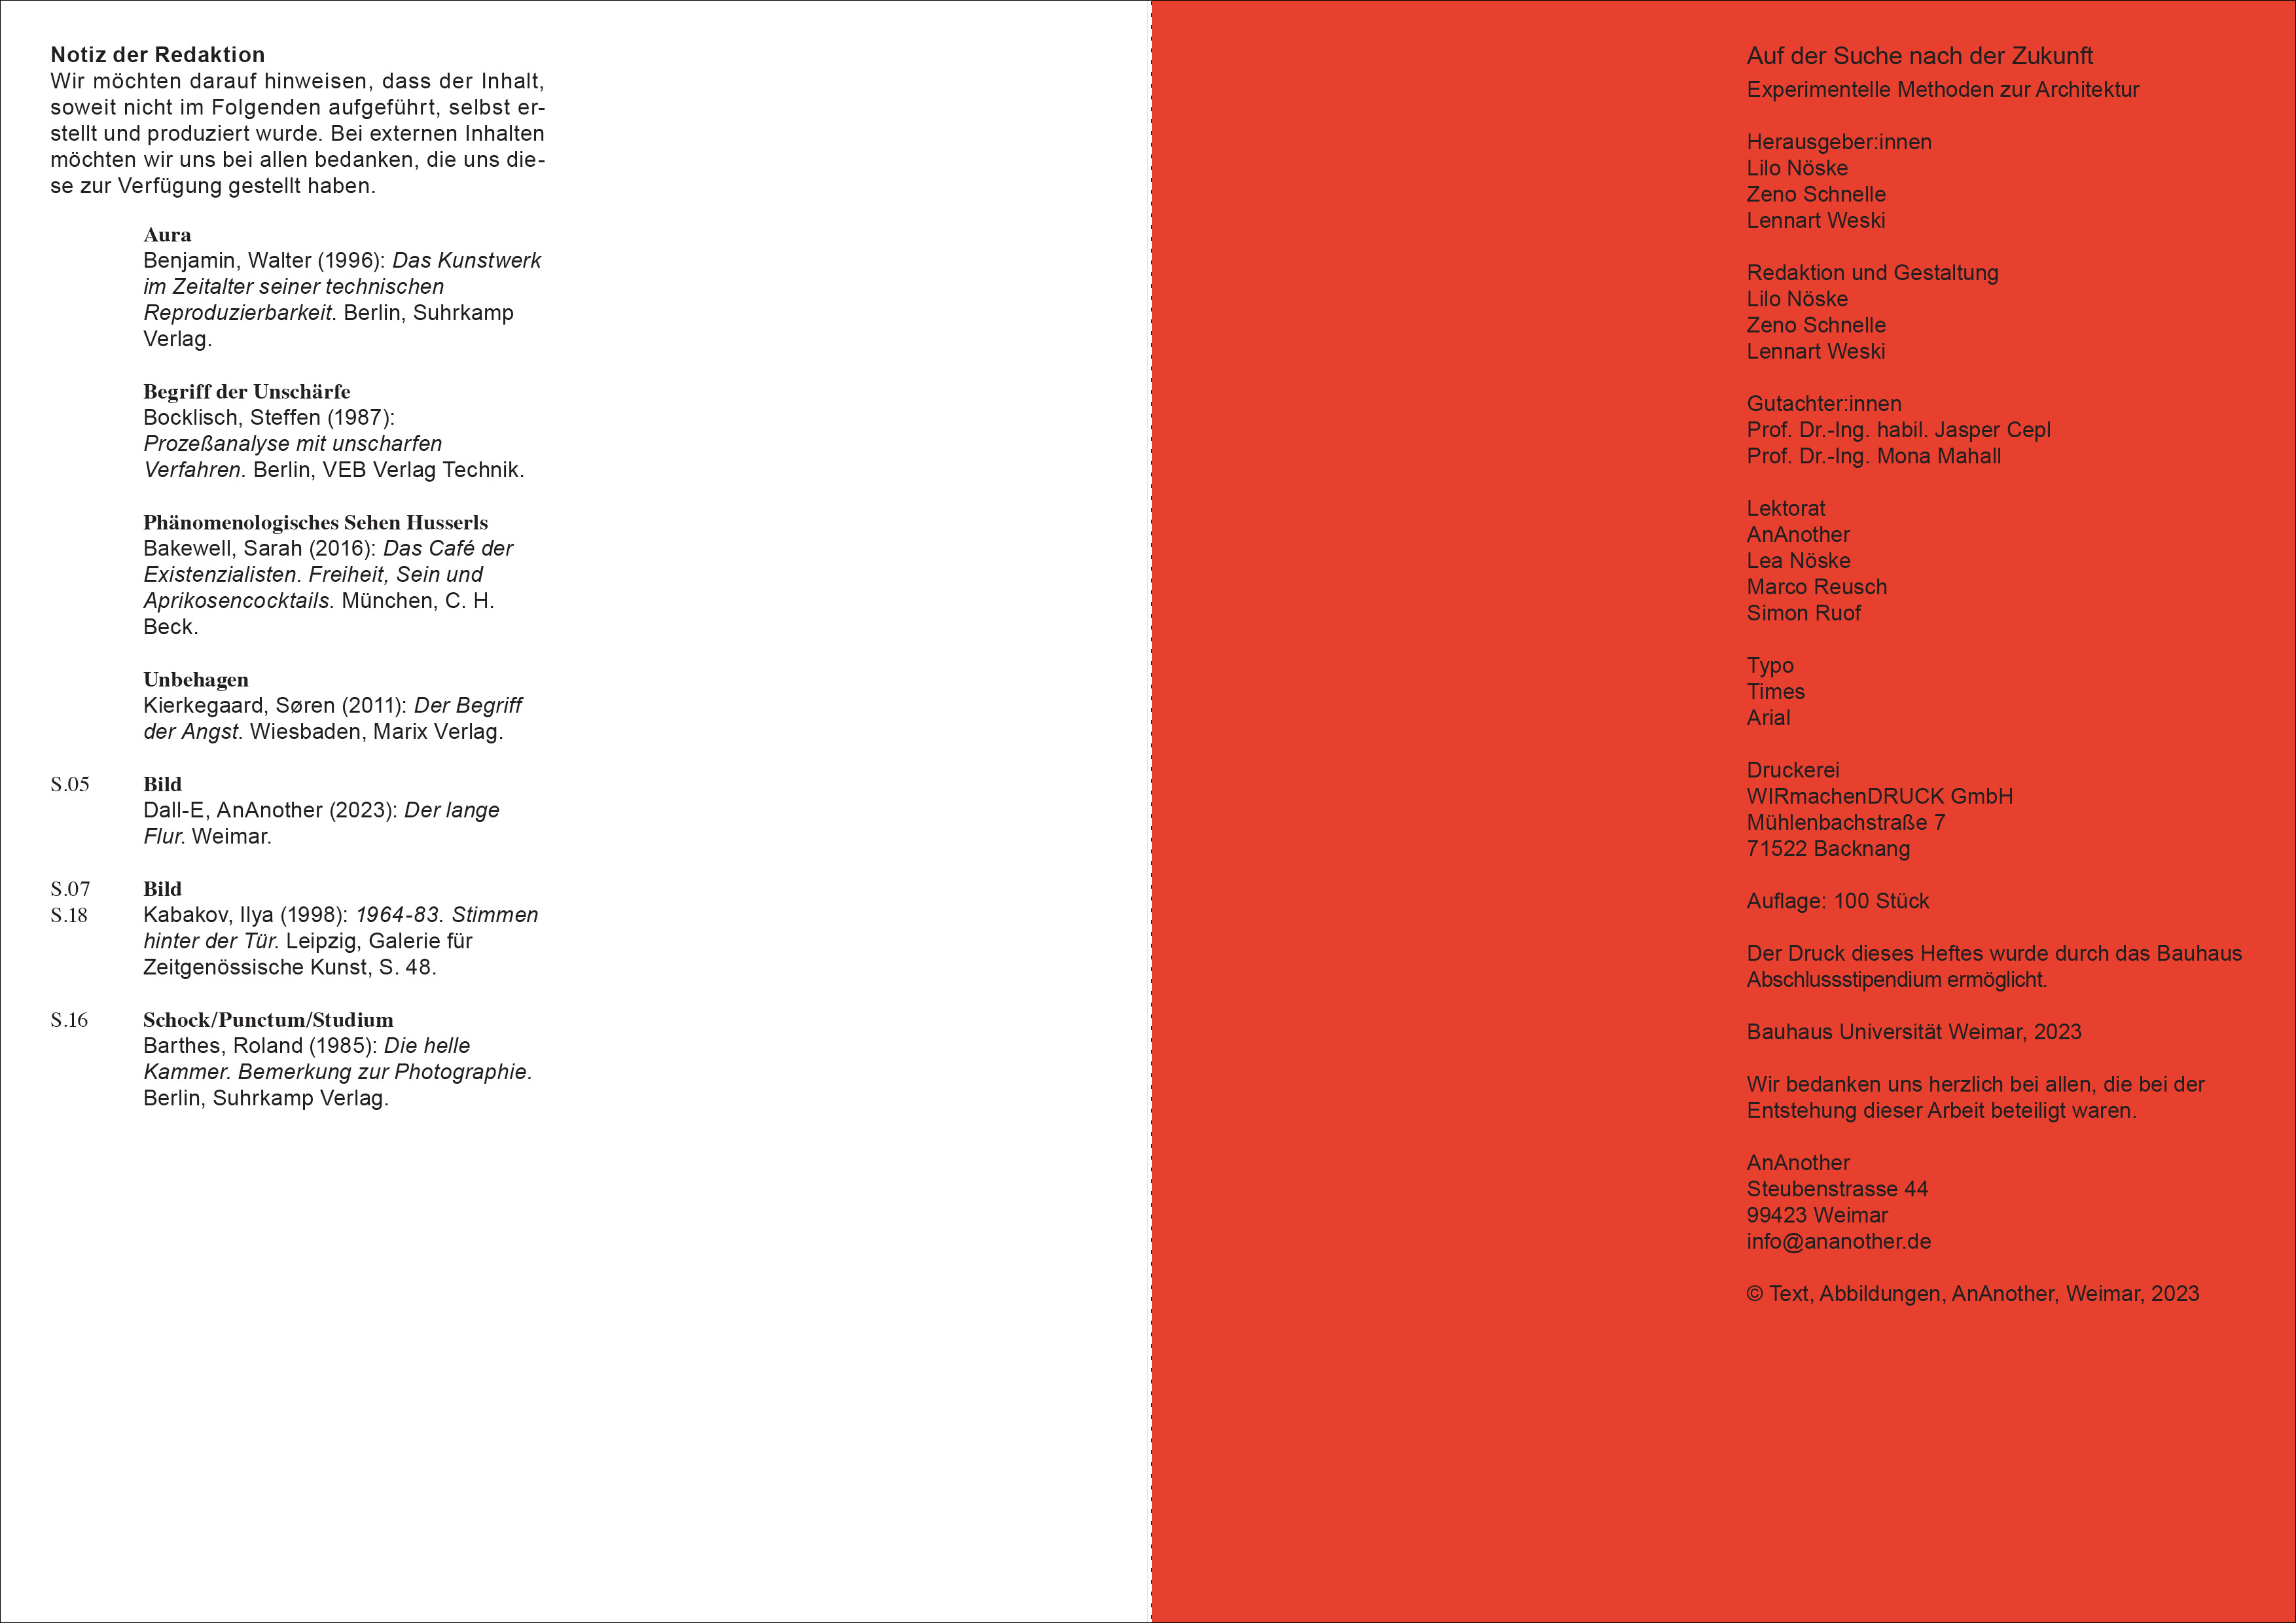 Notiz der Redaktion
Wir möchten darauf hinweisen, dass der Inhalt,
soweit nicht im Folgenden aufgeführt, selbst er-
stellt und produziert wurde. Bei externen Inhalten
möchten wir uns bei allen bedanken, die uns die-
se zur Verfügung gestellt haben.
Aura
Benjamin, Walter (1996): Das Kunstwerk
im Zeitalter seiner technischen
Reproduzierbarkeit. Berlin, Suhrkamp
Verlag.
Begriff der Unschärfe
Bocklisch, Steffen (1987):
Prozeßanalyse mit unscharfen
Verfahren. Berlin, VEB Verlag Technik.
Phänomenologisches Sehen Husserls
Bakewell, Sarah (2016): Das Café der
Existenzialisten. Freiheit, Sein und
Aprikosencocktails. München, C. H.
Beck.
Unbehagen
Kierkegaard, Søren (2011): Der Begriff
der Angst. Wiesbaden, Marix Verlag.
S.05 Bild
Dall-E, AnAnother (2023): Der lange
Flur. Weimar.
S.07 Bild
S.18 Kabakov, Ilya (1998): 1964-83. Stimmen
hinter der Tür. Leipzig, Galerie für
Zeitgenössische Kunst, S. 48.
S.16 Schock/Punctum/Studium
Barthes, Roland (1985): Die helle
Kammer. Bemerkung zur Photographie.
Berlin, Suhrkamp Verlag.
Auf der Suche nach der Zukunft
Experimentelle Methoden zur Architektur
Herausgeber:innen
Lilo Nöske
Zeno Schnelle
Lennart Weski
Redaktion und Gestaltung
Lilo Nöske
Zeno Schnelle
Lennart Weski
Gutachter:innen
Prof. Dr.-Ing. habil. Jasper Cepl
Prof. Dr.-Ing. Mona Mahall
Lektorat
AnAnother
Lea Nöske
Marco Reusch
Simon Ruof
Typo
Times
Arial
Druckerei
WIRmachenDRUCK GmbH
Mühlenbachstraße 7
71522 Backnang
Auflage: 100 Stück
Der Druck dieses Heftes wurde durch das Bauhaus
Abschlussstipendium ermöglicht.
Bauhaus Universität Weimar, 2023
Wir bedanken uns herzlich bei allen, die bei der
Entstehung dieser Arbeit beteiligt waren.
AnAnother
Steubenstrasse 44
99423 Weimar
info@ananother.de
© Text, Abbildungen, AnAnother, Weimar, 2023